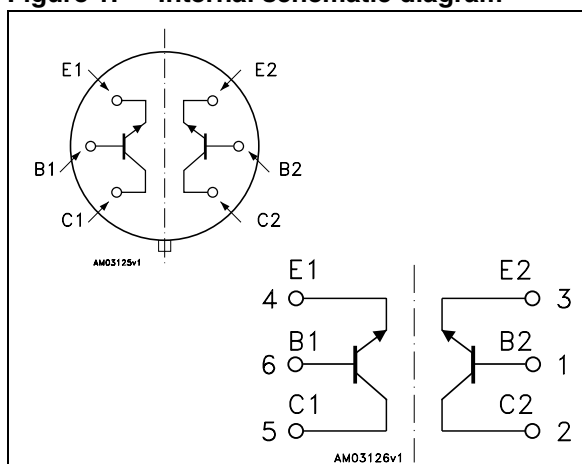 Figure 1. Internal schematic diagram
E1 E2
B1 B2
C1 C2
AM03125v1
E1 E2
4 3
B1 B2
6 1
C1 C2
5 2
AM03126v1